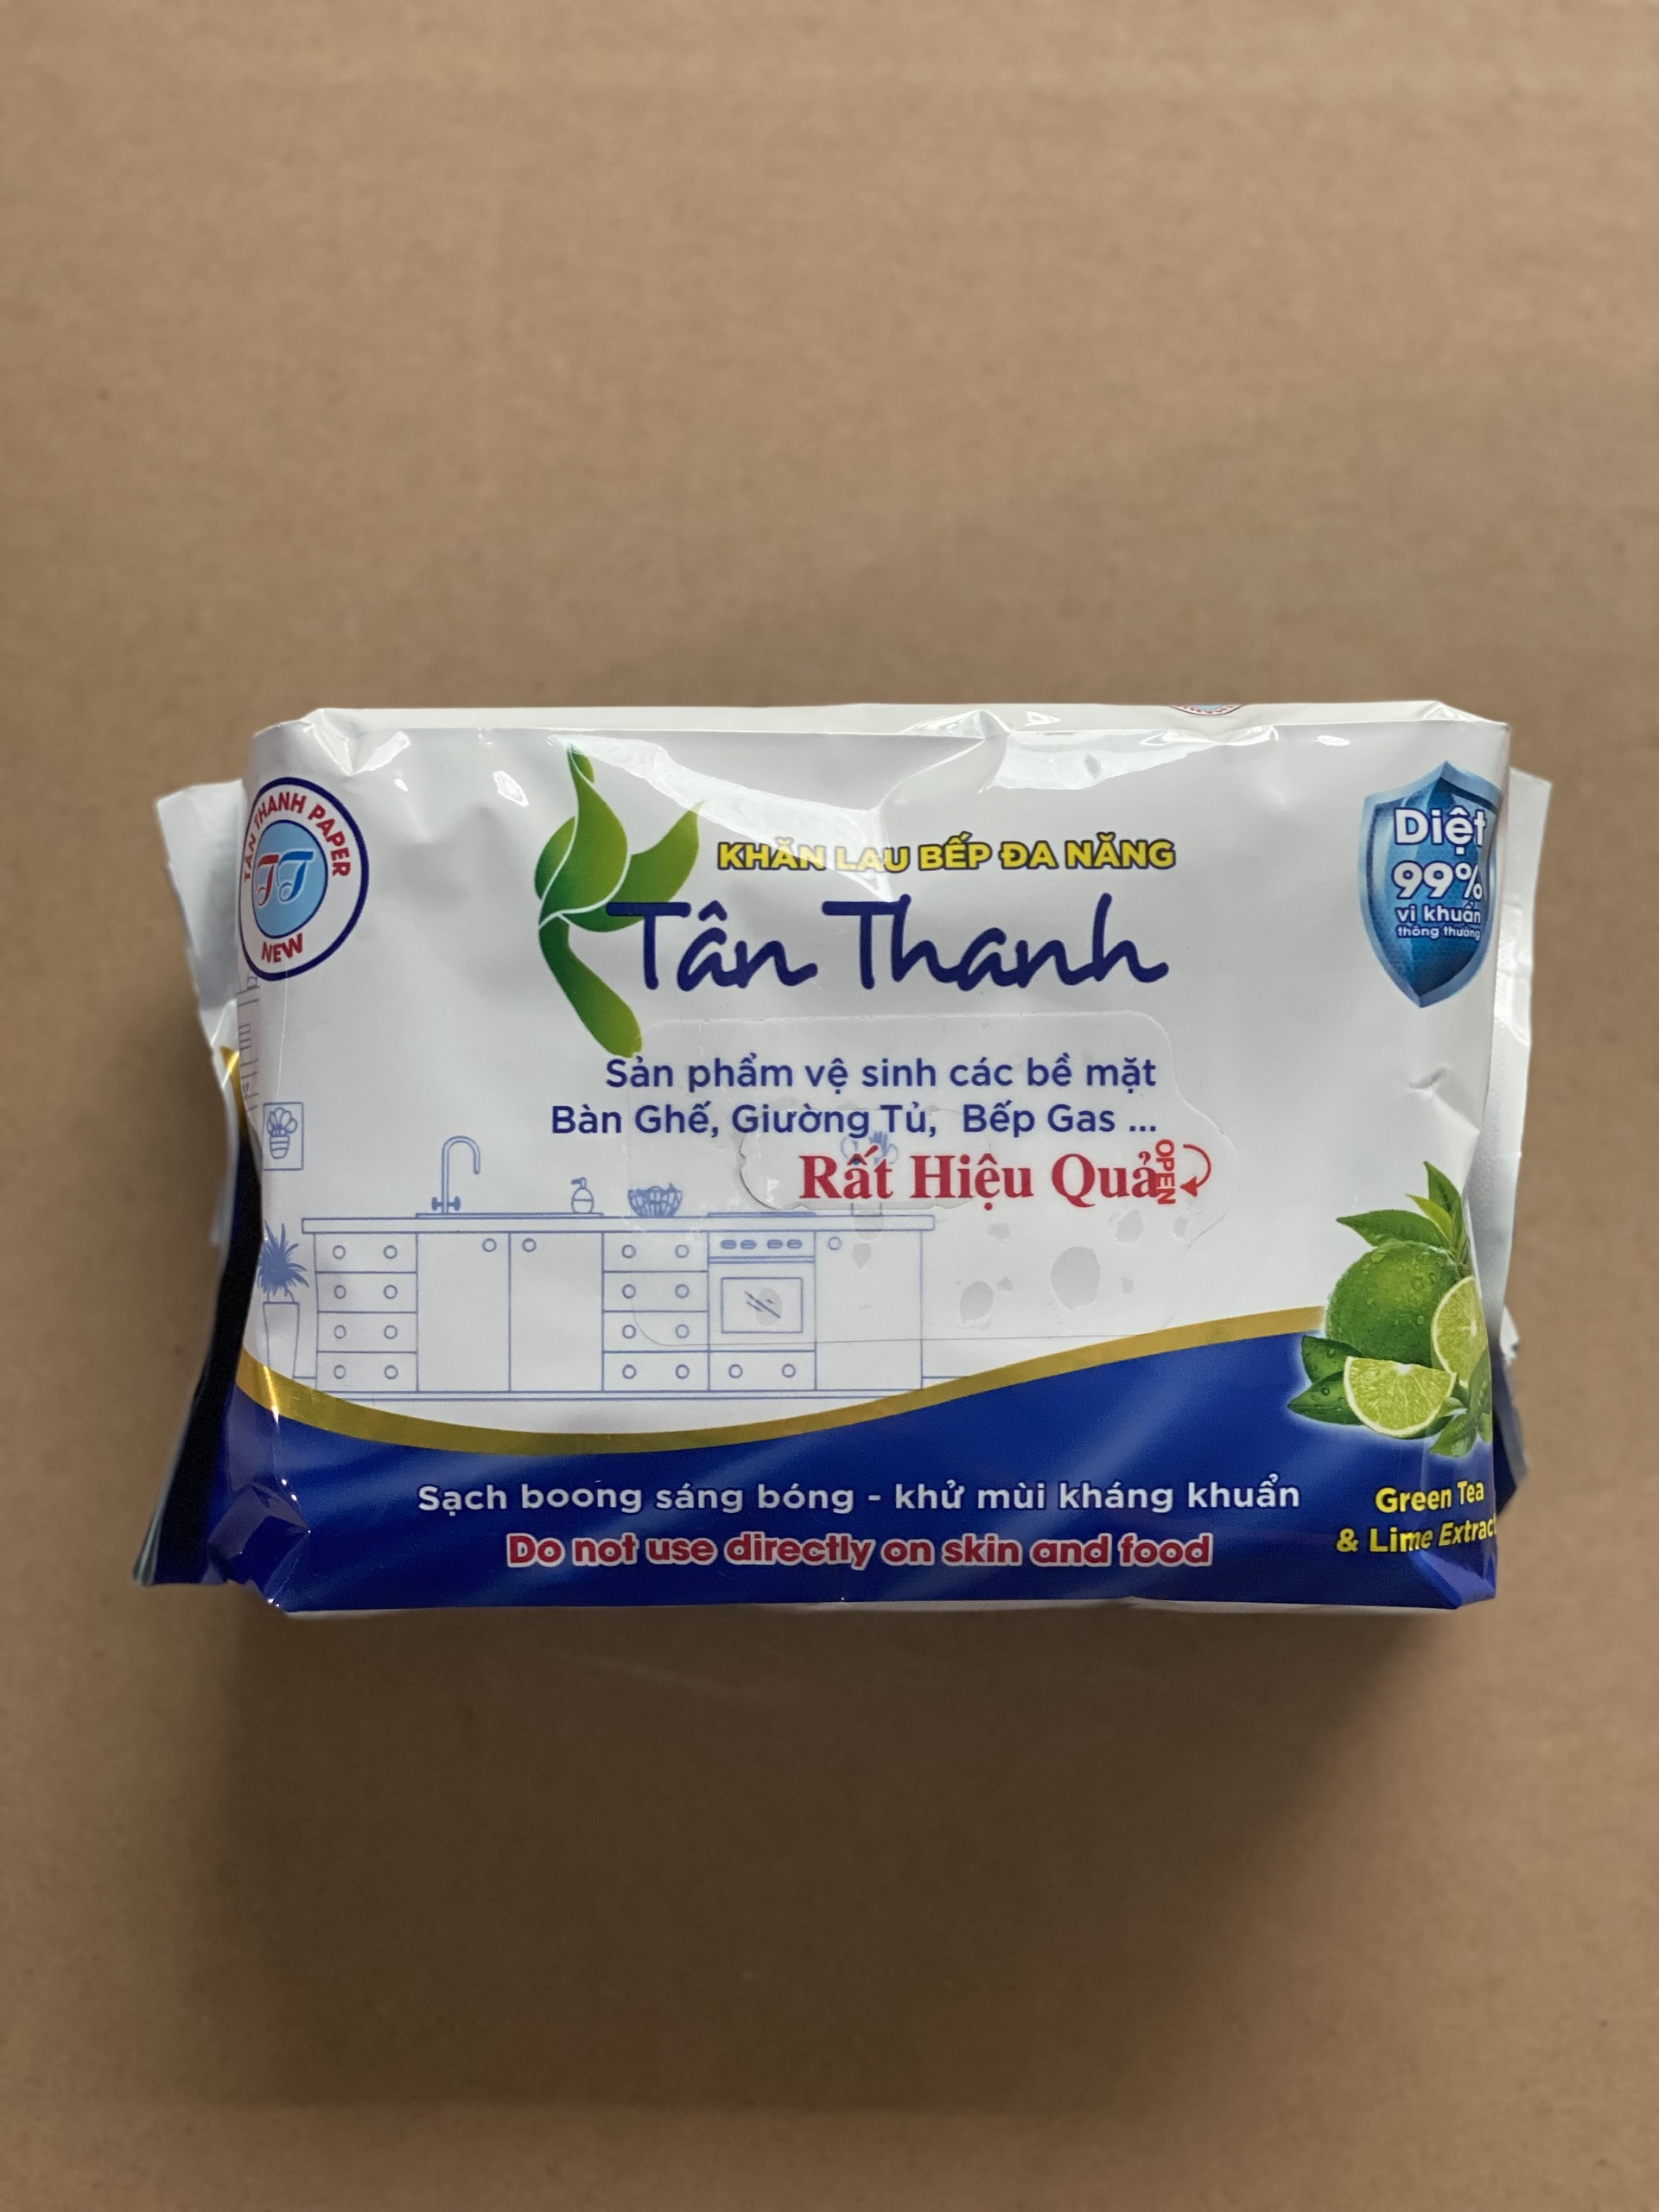 TÂN THANH PAPER
TT
NEW
KHĂN LAU BẾP ĐA NĂNG
Tân Thanh
Diệt
99%
vi khuẩn
thông thường
Sản phẩm vệ sinh các bề mặt
Bàn Ghế, Giường Tủ, Bếp Gas ...
Rất Hiệu Quả
OPEN
Sạch boong sáng bóng - khử mùi kháng khuẩn
Do not use directly on skin and food
Green Tea
& Lime Extract